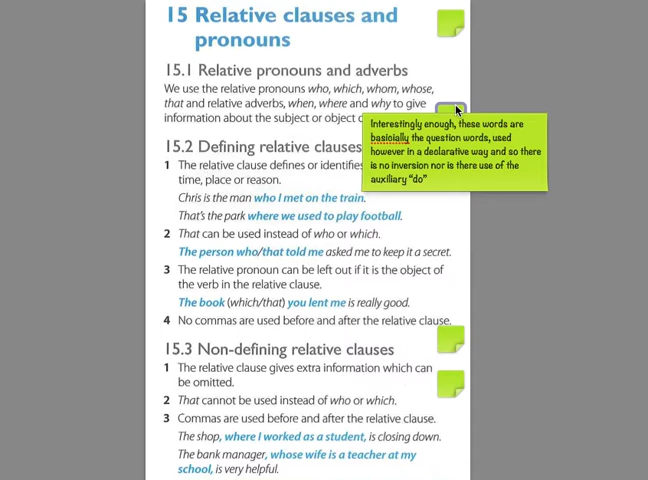 15 Relative clauses and
pronouns
15.1 Relative pronouns and adverbs
We use the relative pronouns who, which, whom, whose,
that and relative adverbs, when, where and why to give
information about the subject or object
Interestingly enough, these words are
basicially the question words, used
however in a declarative way and so there
is no inversion nor is there use of the
auxiliary "do"
15.2 Defining relative clauses
1 The relative clause defines or identifies
time, place or reason.
Chris is the man who I met on the train.
That's the park where we used to play football.
2 That can be used instead of who or which.
The person who/that told me asked me to keep it a secret.
3 The relative pronoun can be left out if it is the object of
the verb in the relative clause.
The book (which/that) you lent me is really good.
4 No commas are used before and after the relative clause.
15.3 Non-defining relative clauses
1 The relative clause gives extra information which can
be omitted.
2 That cannot be used instead of who or which.
3 Commas are used before and after the relative clause.
The shop, where I worked as a student, is closing down.
The bank manager, whose wife is a teacher at my
school, is very helpful.